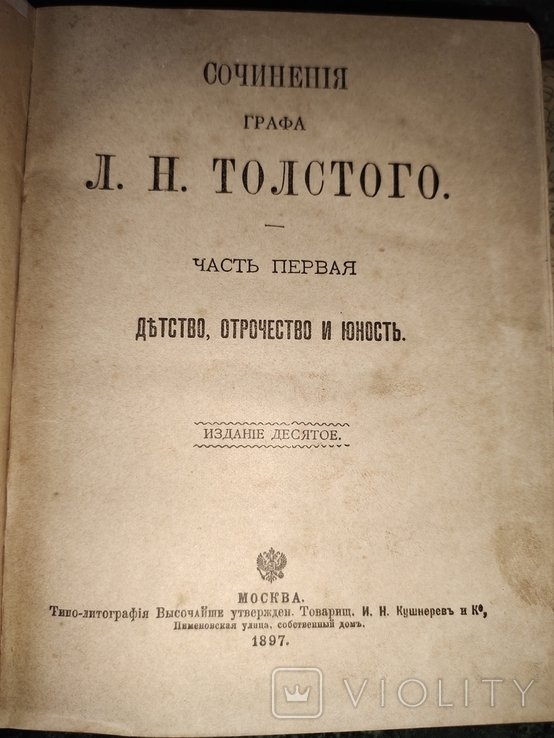 СОЧИНЕНІЯ
ГРАФА
Л. Н. ТОЛСТОГО.
ЧАСТЬ ПЕРВАЯ
ДѢТСТВО, ОТРОЧЕСТВО И ЮНОСТЬ.
ИЗДАНІЕ ДЕСЯТОЕ.
МОСКВА.
Типо-литографія Высочайше утвержден. Товарищ. И. Н. Кушнеревъ и Ко,
Пименовская улица, собственный домъ.
1897.
VIOLITY